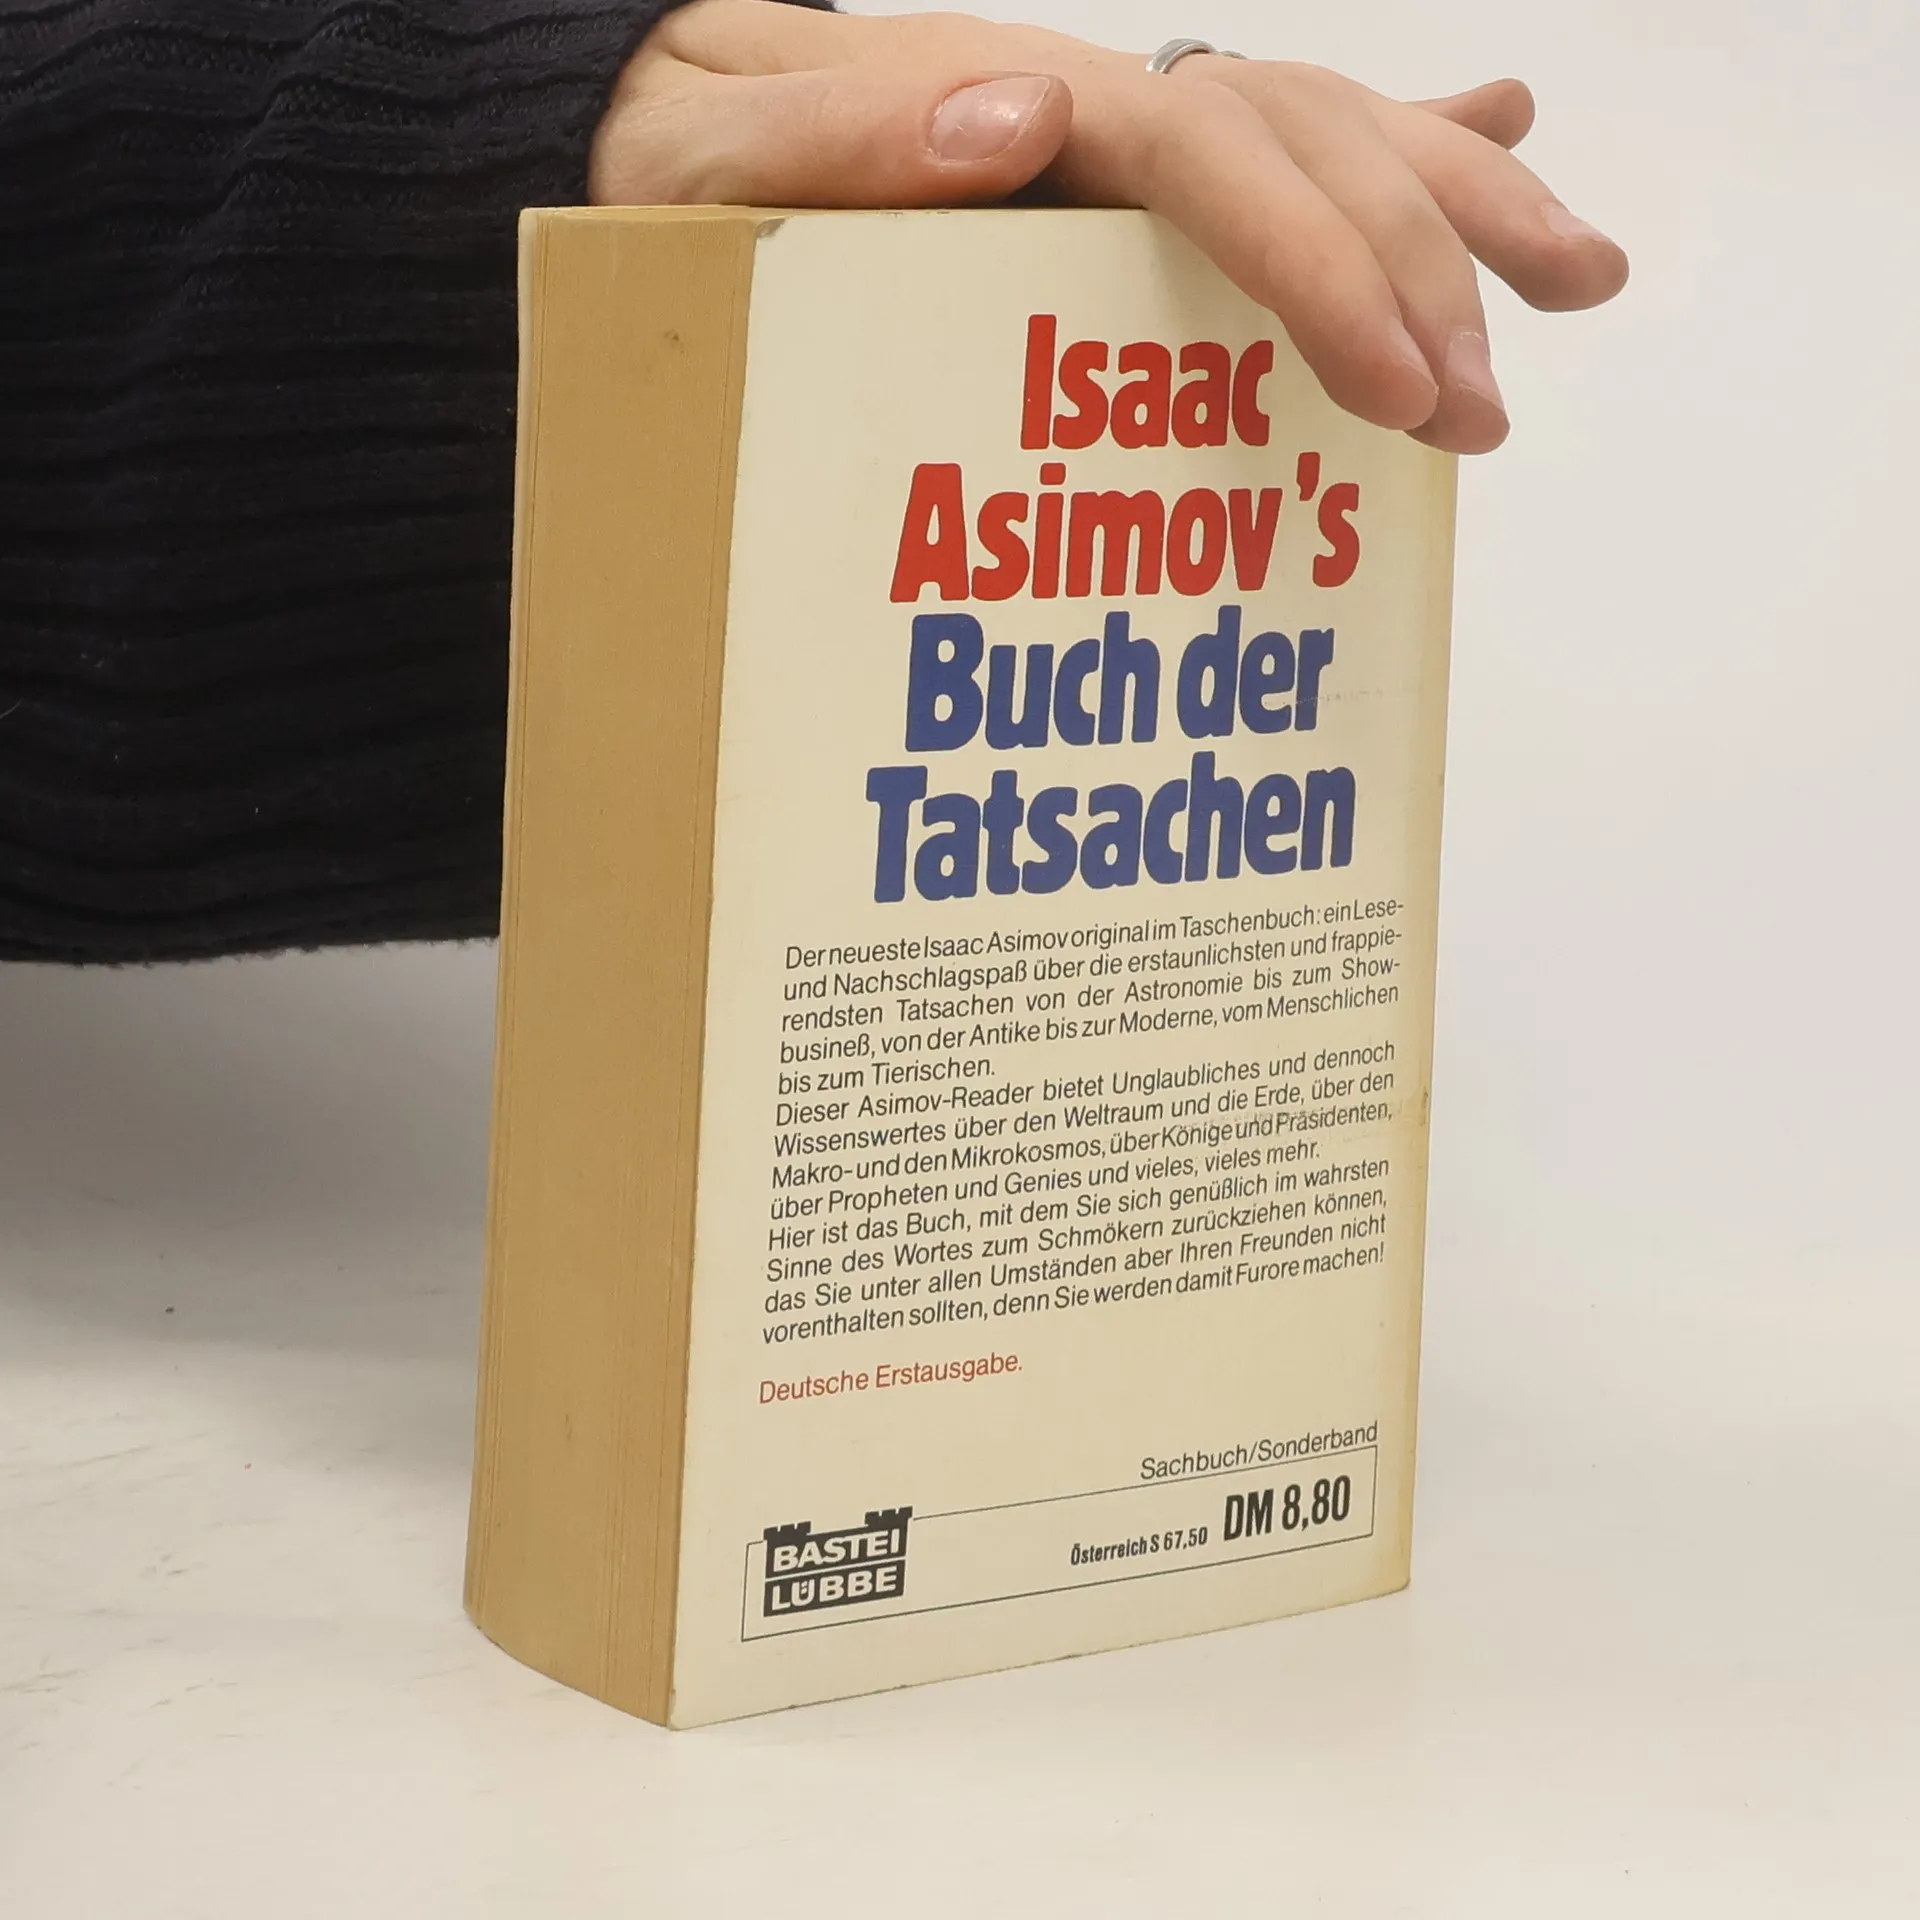 Isaac
Asimov's
Buch der
Tatsachen
Der neueste Isaac Asimov original im Taschenbuch: ein Lese-
und Nachschlagspaß über die erstaunlichsten und frappie-
rendsten Tatsachen von der Astronomie bis zum Show-
busineß, von der Antike bis zur Moderne, vom Menschlichen
bis zum Tierischen.
Dieser Asimov-Reader bietet Unglaubliches und dennoch
Wissenswertes über den Weltraum und die Erde, über den
Makro- und den Mikrokosmos, über Könige und Präsidenten,
über Propheten und Genies und vieles, vieles mehr.
Hier ist das Buch, mit dem Sie sich genüßlich im wahrsten
Sinne des Wortes zum Schmökern zurückziehen können,
das Sie unter allen Umständen aber Ihren Freunden nicht
vorenthalten sollten, denn Sie werden damit Furore machen!
Deutsche Erstausgabe.
Sachbuch/Sonderband
BASTEI
LÜBBE
Österreich S 67,50 DM 8,80